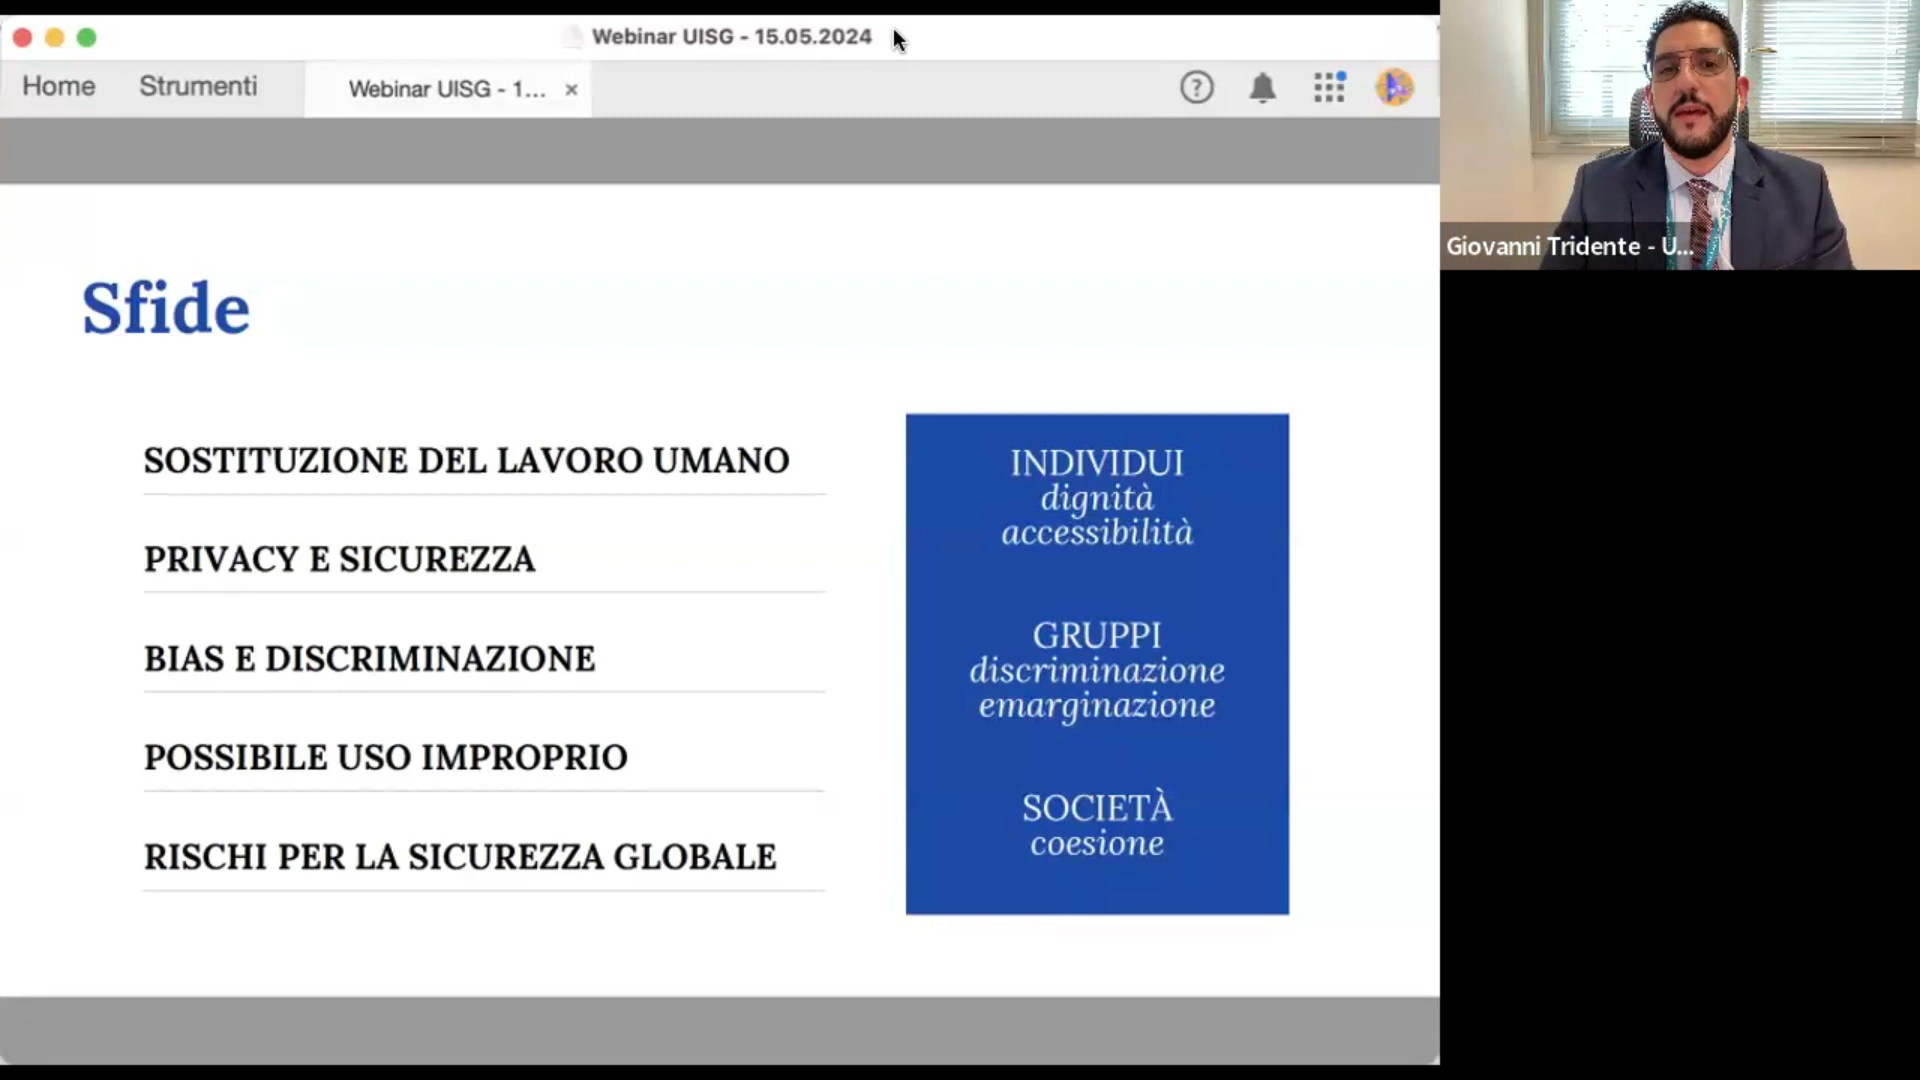 Webinar UISG - 15.05.2024
Home
Strumenti
Webinar UISG - 1...
Sfide
SOSTITUZIONE DEL LAVORO UMANO
PRIVACY E SICUREZZA
BIAS E DISCRIMINAZIONE
POSSIBILE USO IMPROPRIO
RISCHI PER LA SICUREZZA GLOBALE
INDIVIDUI
dignità
accessibilità
GRUPPI
discriminazione
emarginazione
SOCIETÀ
coesione
Giovanni Tridente - U...